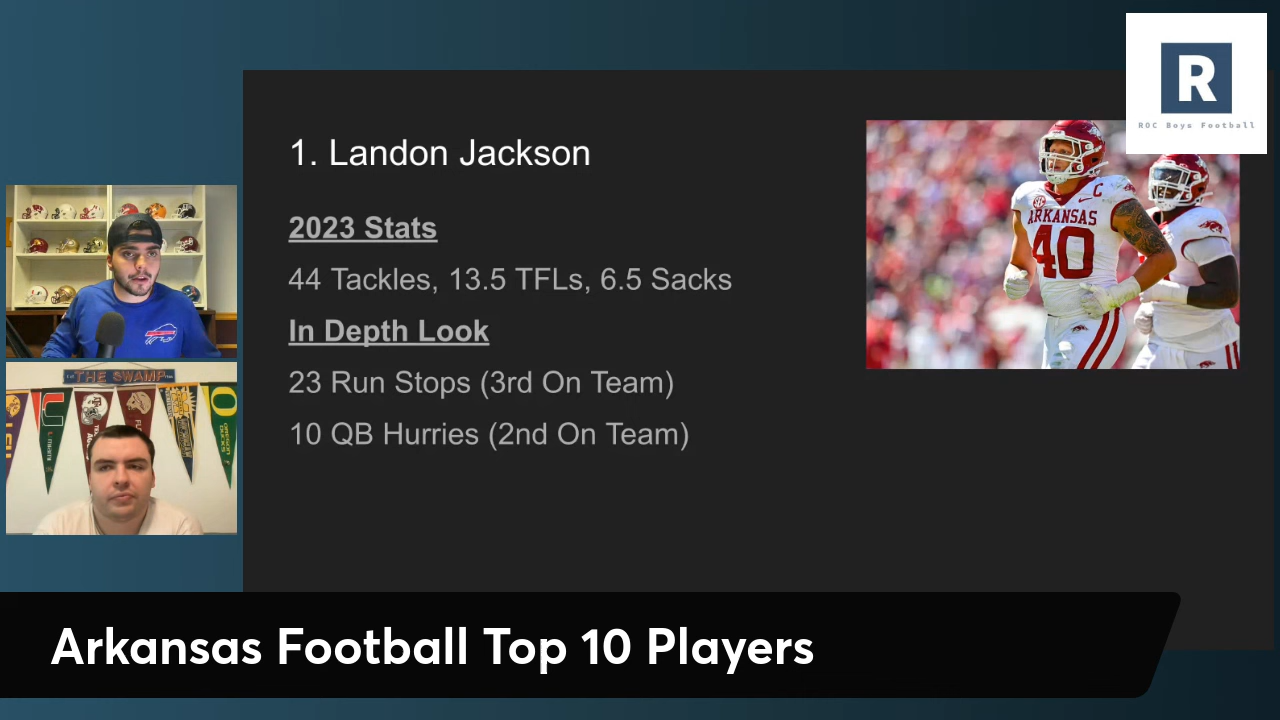 R
ROC Boys Football
1. Landon Jackson
2023 Stats
44 Tackles, 13.5 TFLs, 6.5 Sacks
In Depth Look
23 Run Stops (3rd On Team)
10 QB Hurries (2nd On Team)
C
ARKANSAS
40
THE SWAMP
O
OREGON
Arkansas Football Top 10 Players